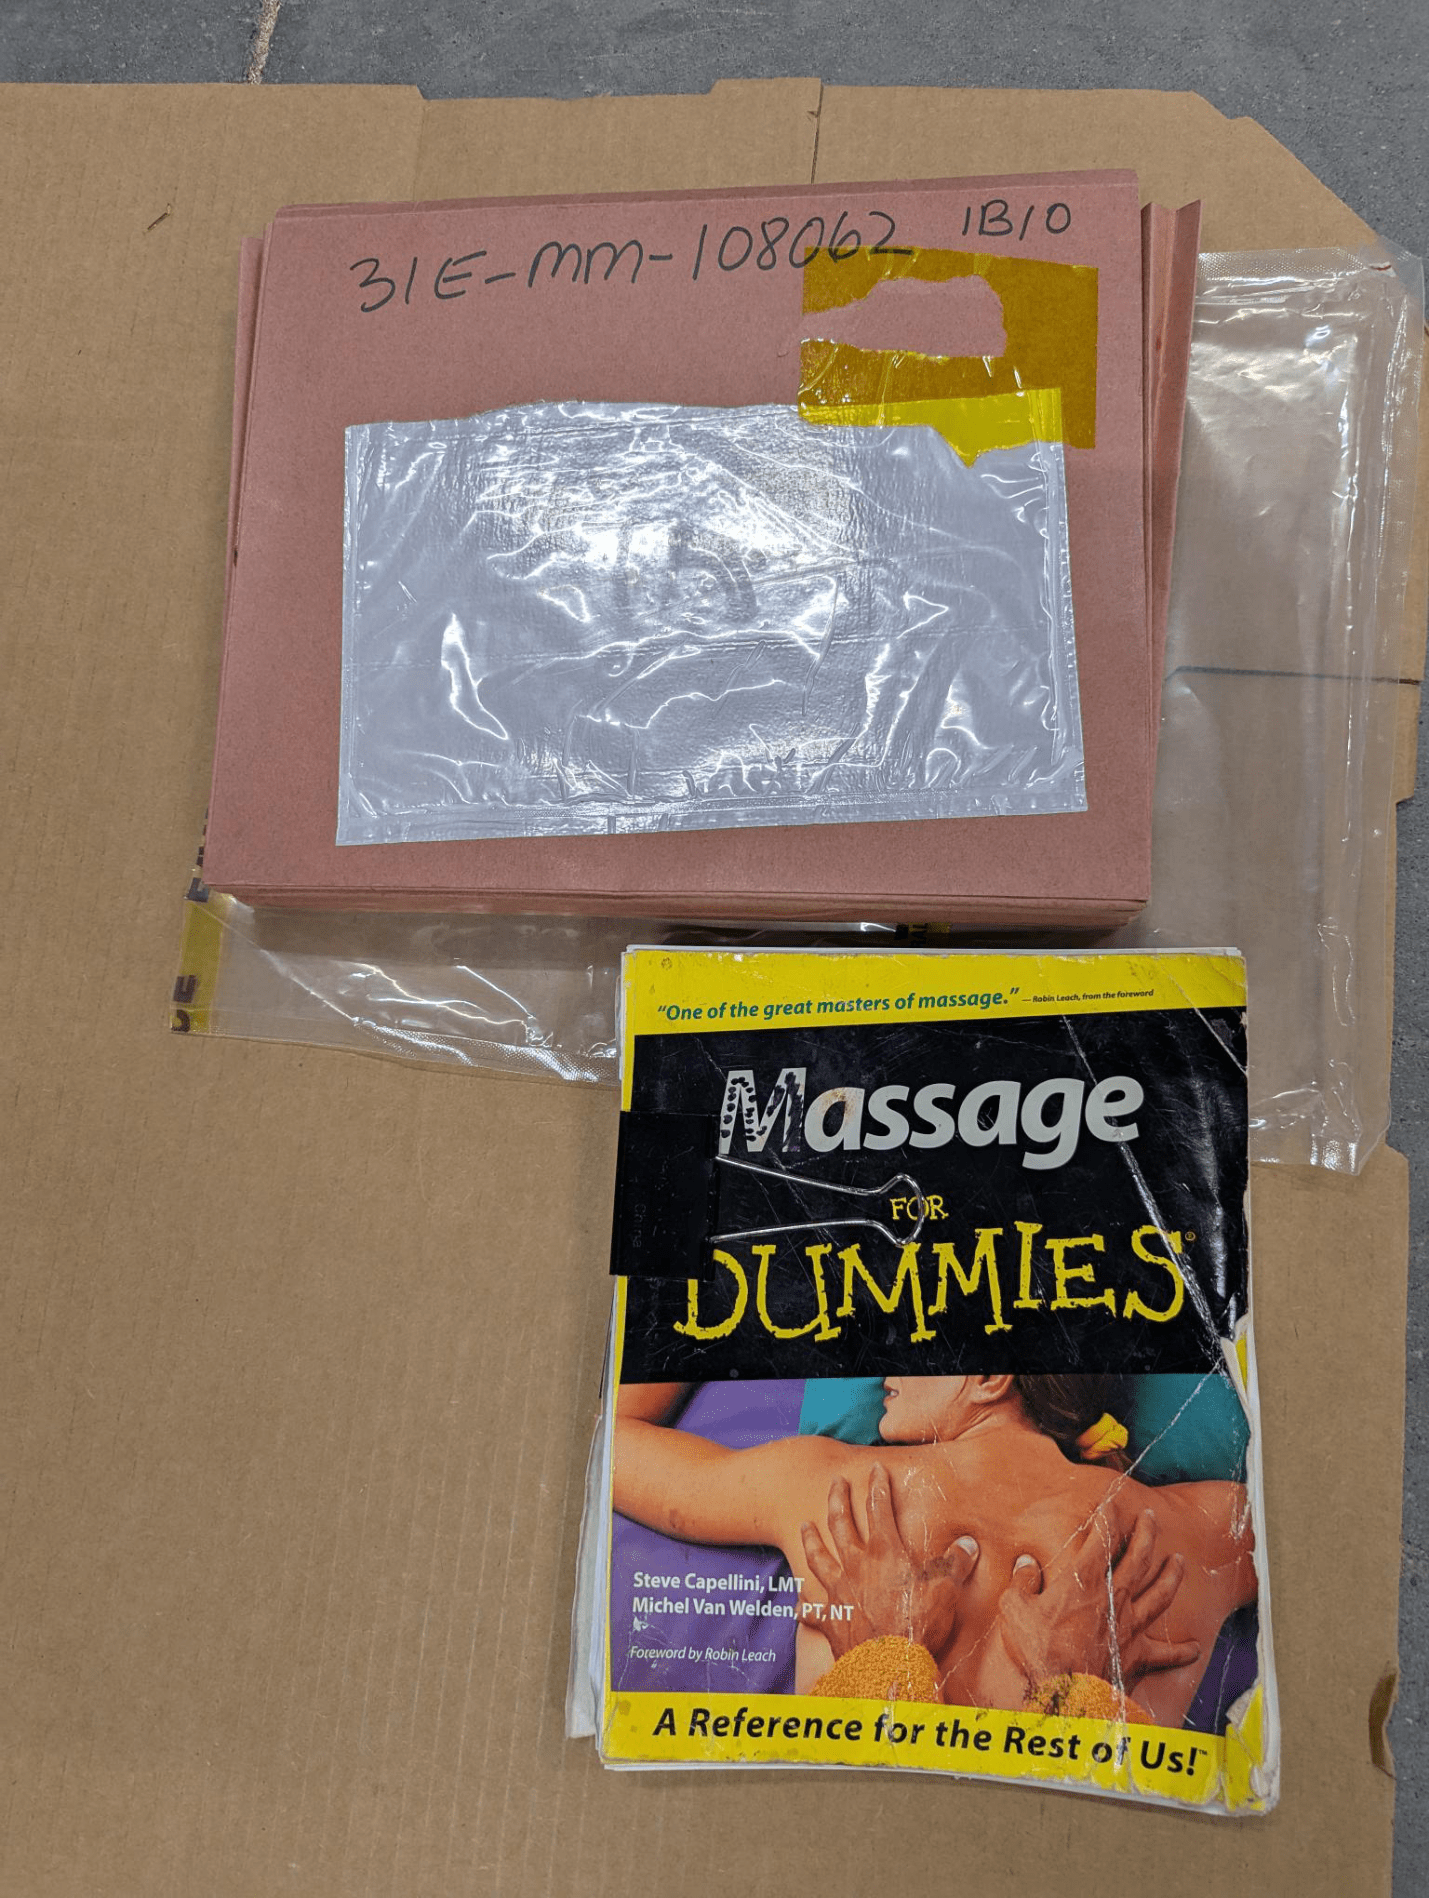 31E-MM-108062 1B10
"One of the great masters of massage." — Robin Leach, from the foreword
Massage
FOR
DUMMIES®
Steve Capellini, LMT
Michel Van Welden, PT, NT
Foreword by Robin Leach
A Reference for the Rest of Us!™